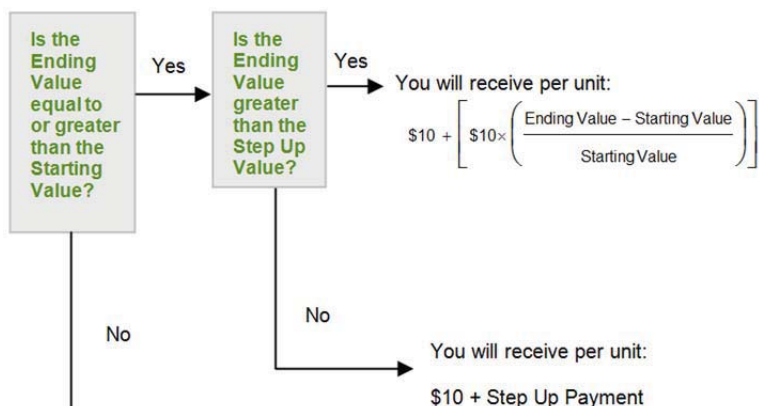 Is the
Ending
Value
equal to
or greater
than the
Starting
Value?
Yes
Is the
Ending
Value
greater
than the
Step Up
Value?
Yes
You will receive per unit:
$10 + [ $10× ( Ending Value – Starting Value
Starting Value ) ]
No
No
You will receive per unit:
$10 + Step Up Payment